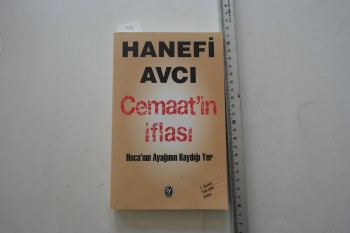 HANEFİ
AVCI
Cemaat'in
iflası
Hoca'nın Ayağının Kaydığı Yer